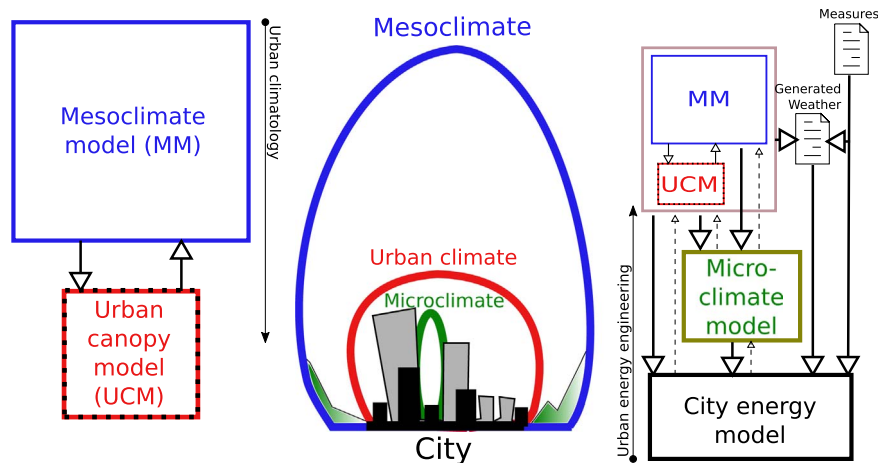 Mesoclimate
model (MM)
Urban
canopy
model
(UCM)
Urban climatology
Mesoclimate
Urban climate
Microclimate
City
Measures
Generated
Weather
MM
UCM
Micro-
climate
model
Urban energy engineering
City energy
model